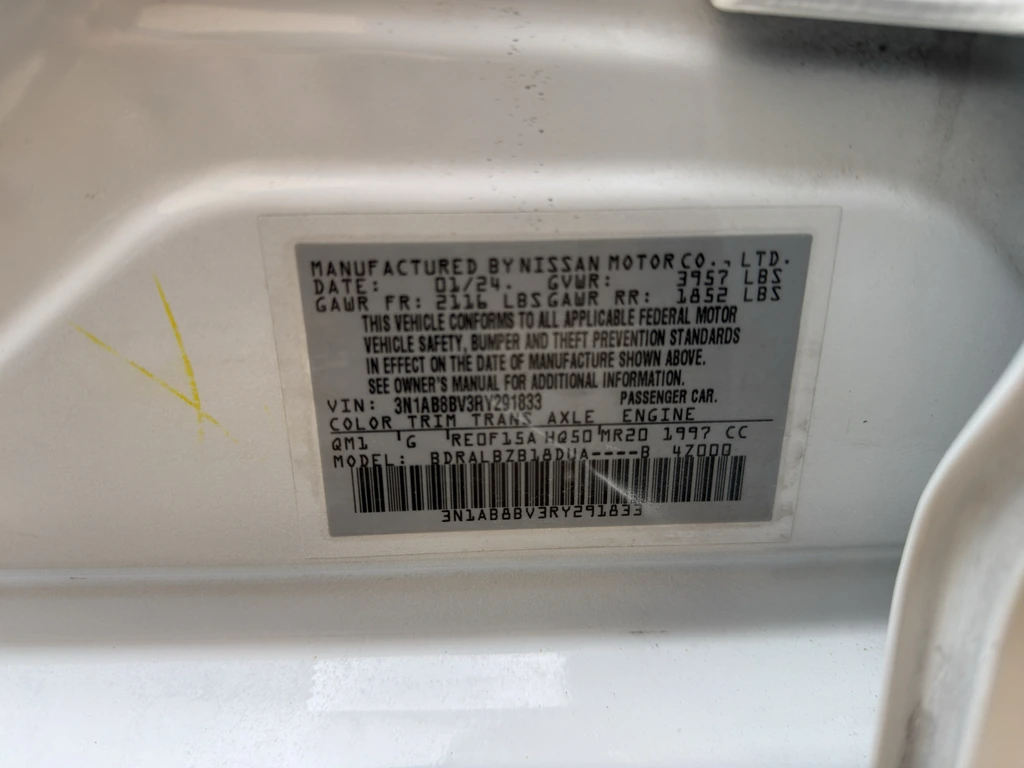 MANUFACTURED BY NISSAN MOTOR CO., LTD.
DATE: 01/24. GVWR: 3957 LBS
GAWR FR: 2116 LBS GAWR RR: 1852 LBS
THIS VEHICLE CONFORMS TO ALL APPLICABLE FEDERAL MOTOR
VEHICLE SAFETY, BUMPER AND THEFT PREVENTION STANDARDS
IN EFFECT ON THE DATE OF MANUFACTURE SHOWN ABOVE.
SEE OWNER'S MANUAL FOR ADDITIONAL INFORMATION.
VIN: 3N1AB8BV3RY291833 PASSENGER CAR.
COLOR TRIM TRANS AXLE ENGINE
QM1 G RE0F15A HQ50 MR20 1997 CC
MODEL: BDRALBZB18DUA----B 47000
3N1AB8BV3RY291833